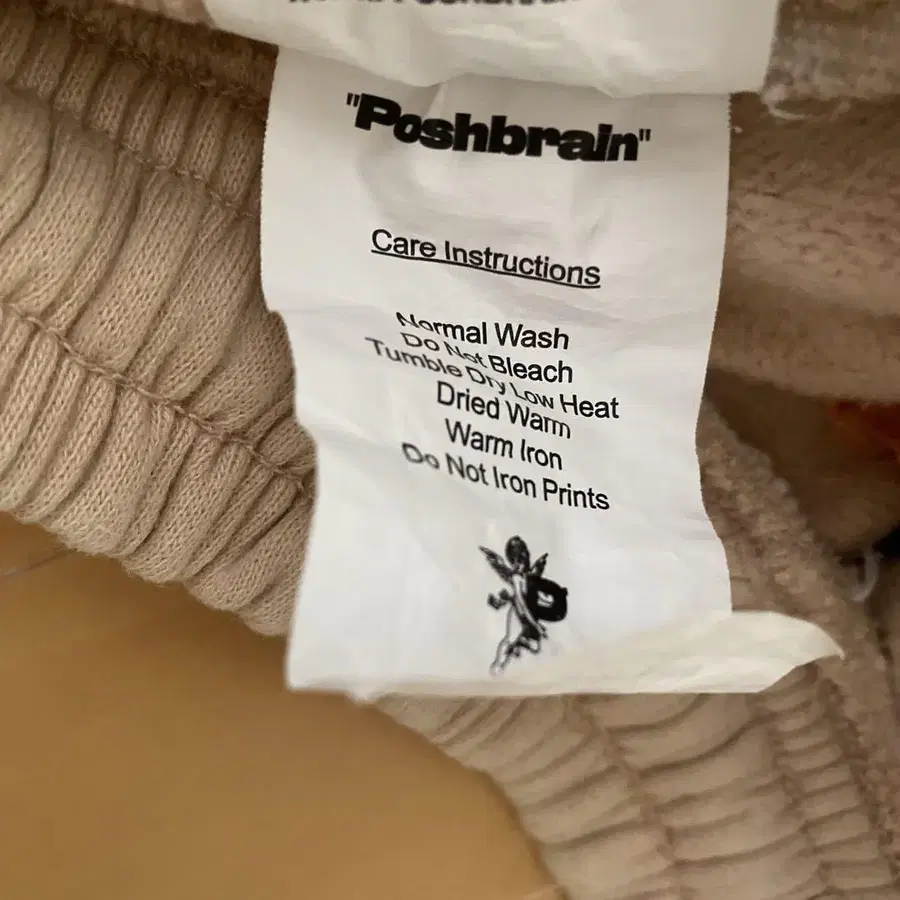 "Poshbrain"
Care Instructions
Normal Wash
Do Not Bleach
Tumble Dry Low Heat
Dried Warm
Warm Iron
Do Not Iron Prints